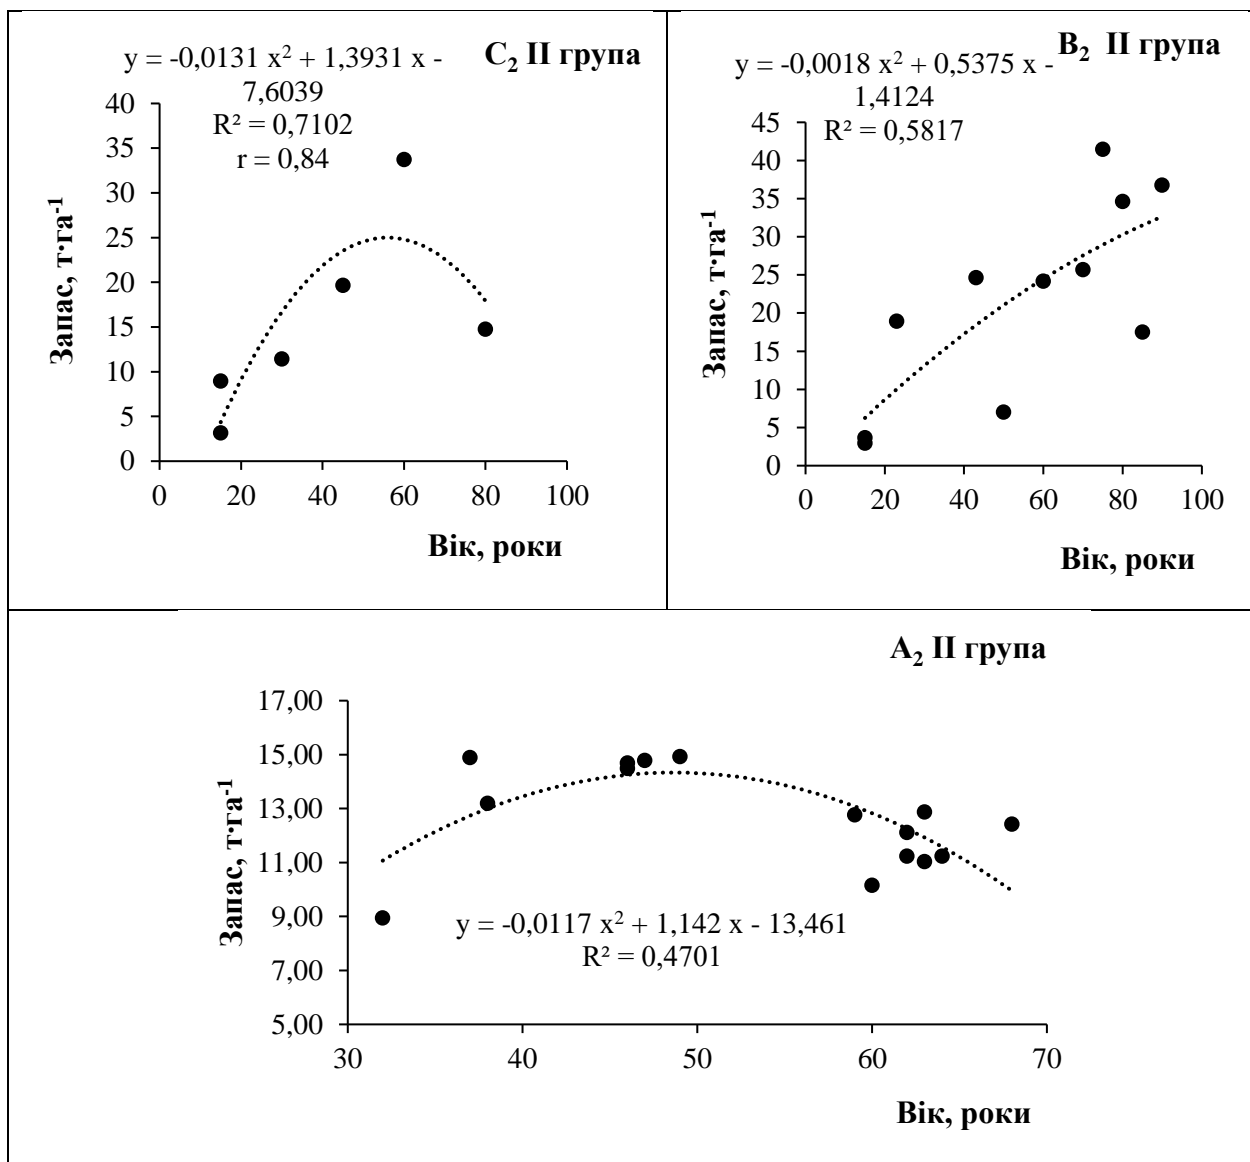 C₂ II група
y = -0,0131 x² + 1,3931 x -
7,6039
R² = 0,7102
r = 0,84
40
35
30
25
20
15
10
5
0
0 20 40 60 80 100
Запас, т·га⁻¹
Вік, роки
B₂ II група
y = -0,0018 x² + 0,5375 x -
1,4124
R² = 0,5817
45
40
35
30
25
20
15
10
5
0
0 20 40 60 80 100
Запас, т·га⁻¹
Вік, роки
A₂ II група
17,00
15,00
13,00
11,00
9,00
7,00
5,00
y = -0,0117 x² + 1,142 x - 13,461
R² = 0,4701
30 40 50 60 70
Запас, т·га⁻¹
Вік, роки